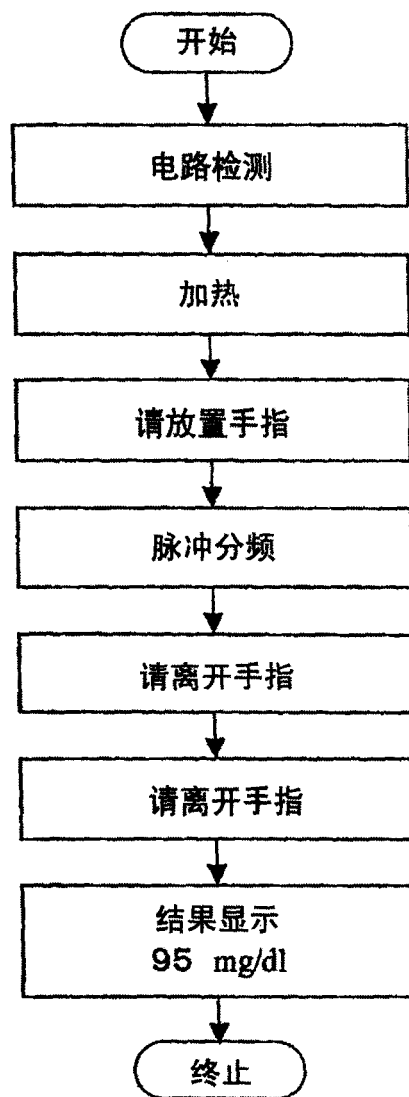 开始
电路检测
加热
请放置手指
脉冲分频
请离开手指
请离开手指
结果显示
95 mg/dl
终止